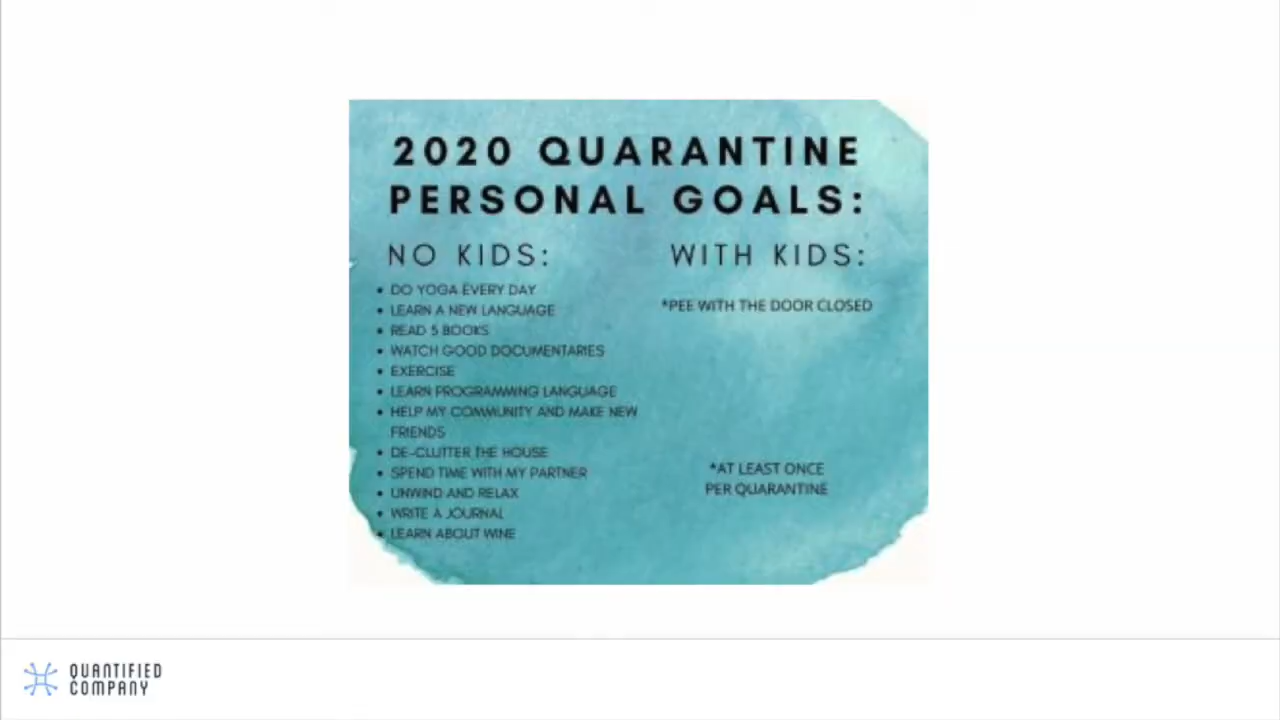 2020 QUARANTINE
PERSONAL GOALS:
NO KIDS:
• DO YOGA EVERY DAY
• LEARN A NEW LANGUAGE
• READ 5 BOOKS
• WATCH GOOD DOCUMENTARIES
• EXERCISE
• LEARN PROGRAMMING LANGUAGE
• HELP MY COMMUNITY AND MAKE NEW
FRIENDS
• DE-CLUTTER THE HOUSE
• SPEND TIME WITH MY PARTNER
• UNWIND AND RELAX
• WRITE A JOURNAL
• LEARN ABOUT WINE
WITH KIDS:
*PEE WITH THE DOOR CLOSED
*AT LEAST ONCE
PER QUARANTINE
QUANTIFIED
COMPANY